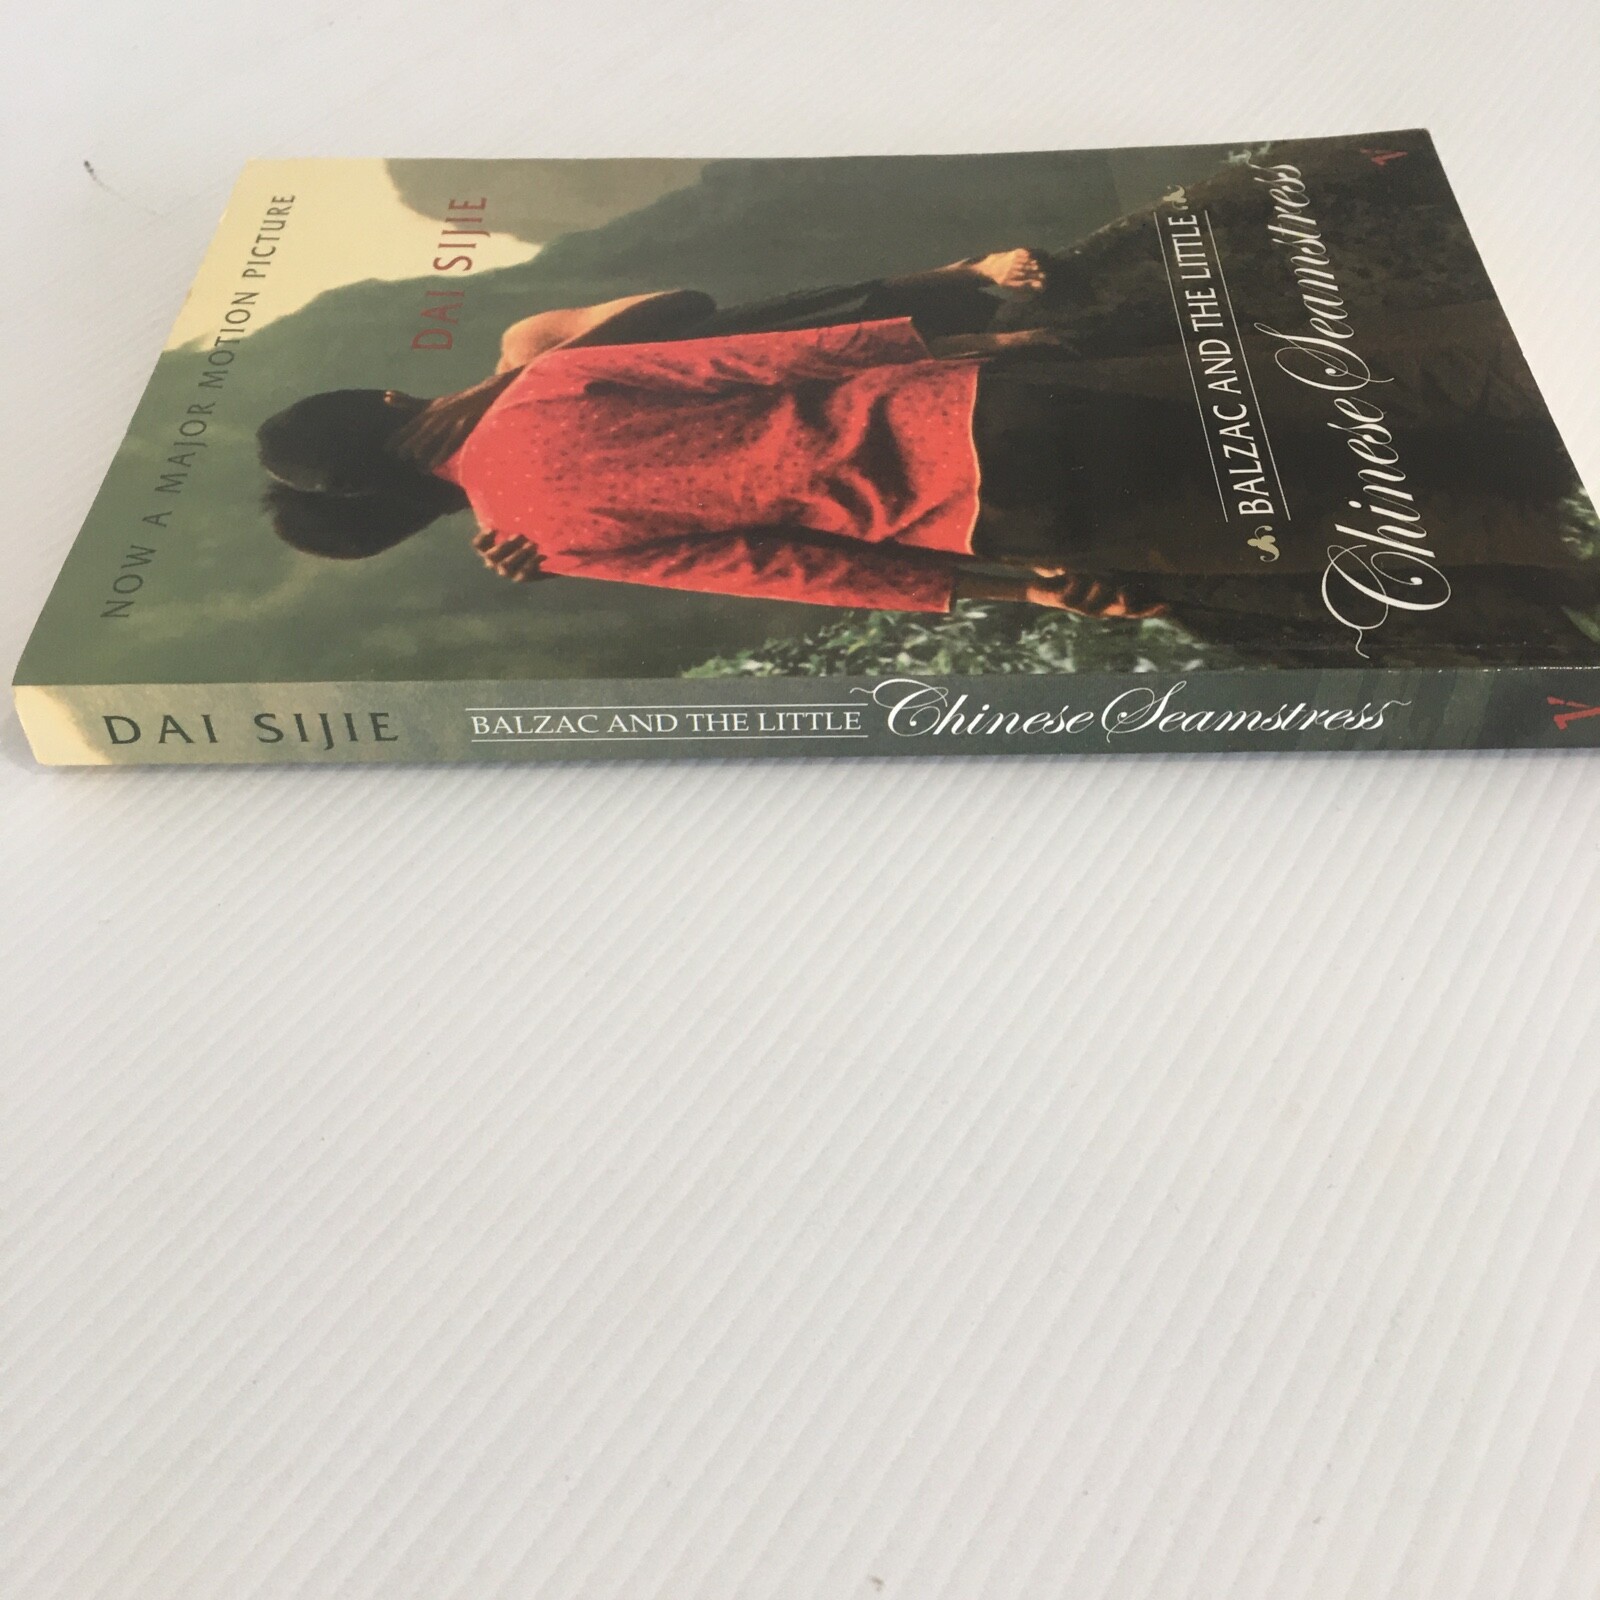 NOW A MAJOR MOTION PICTURE
DAI SIJIE
BALZAC AND THE LITTLE
Chinese Seamstress
V
DAI SIJIE BALZAC AND THE LITTLE Chinese Seamstress V